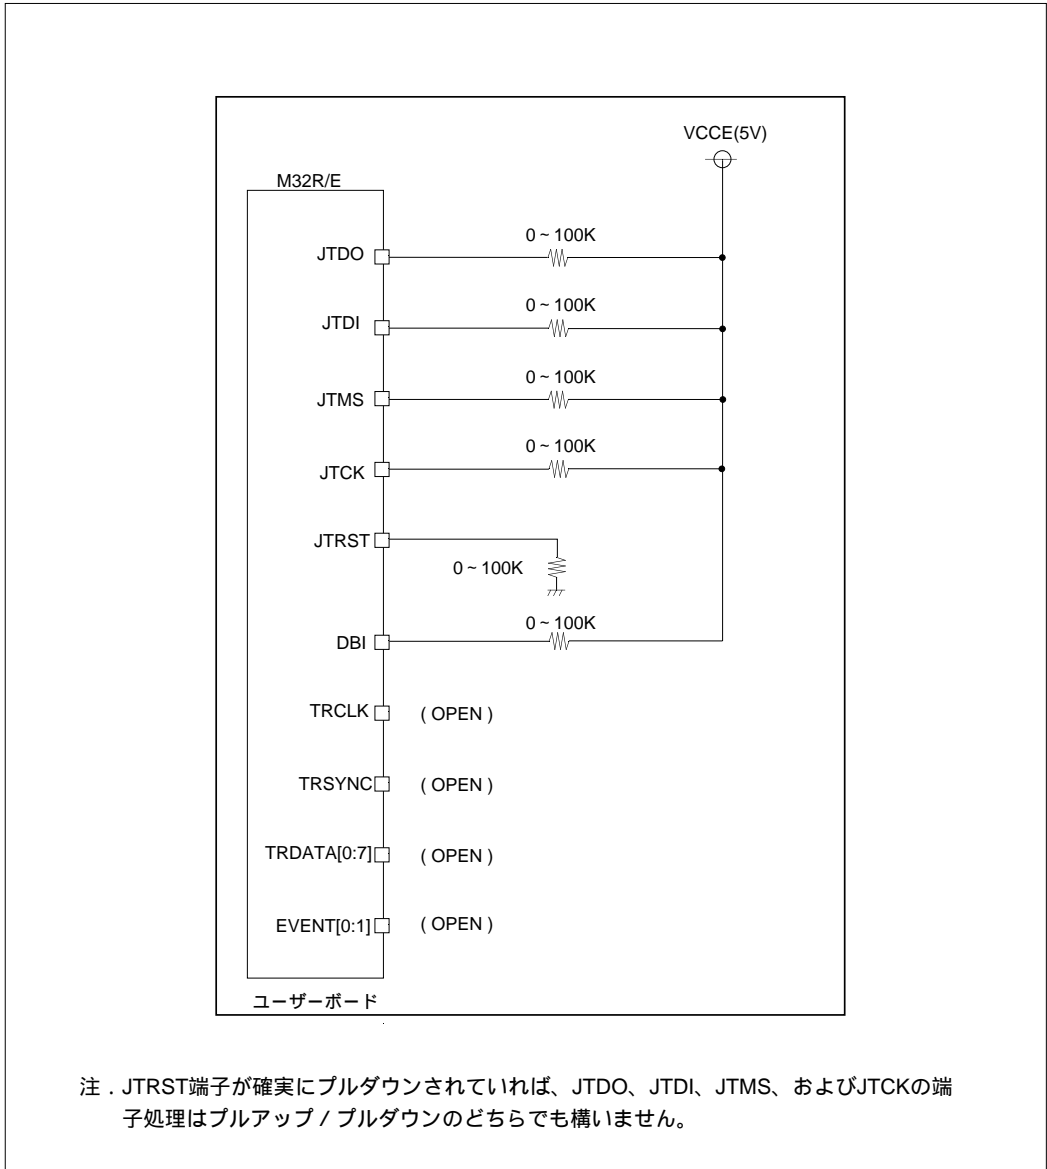 VCCE(5V)
M32R/E
0～100K
JTDO
0～100K
JTDI
0～100K
JTMS
0～100K
JTCK
JTRST
0～100K
0～100K
DBI
TRCLK ( OPEN )
TRSYNC ( OPEN )
TRDATA[0:7] ( OPEN )
EVENT[0:1] ( OPEN )
ユーザーボード
注．JTRST端子が確実にプルダウンされていれば、JTDO、JTDI、JTMS、およびJTCKの端
子処理はプルアップ / プルダウンのどちらでも構いません。